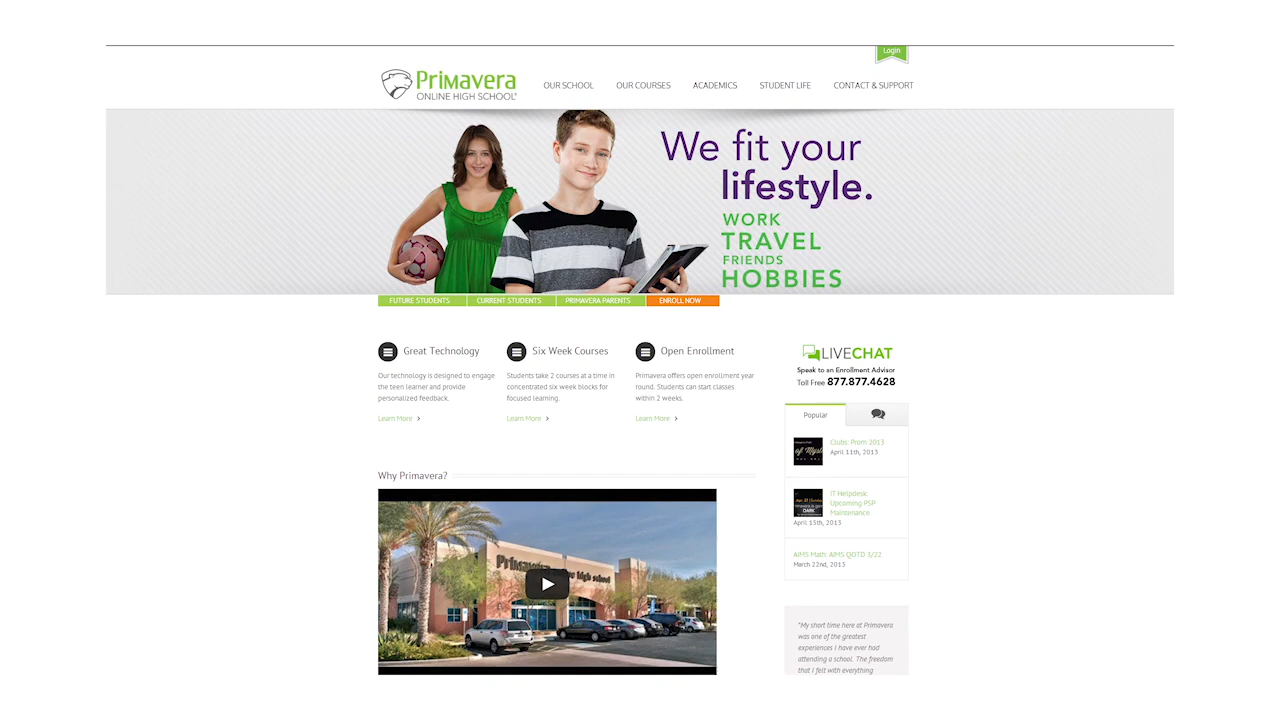 Login
Primavera
ONLINE HIGH SCHOOL®
OUR SCHOOL
OUR COURSES
ACADEMICS
STUDENT LIFE
CONTACT & SUPPORT
We fit your
lifestyle.
WORK
TRAVEL
FRIENDS
HOBBIES
FUTURE STUDENTS
CURRENT STUDENTS
PRIMAVERA PARENTS
ENROLL NOW
Great Technology
Our technology is designed to engage
the teen learner and provide
personalized feedback.
Learn More
Six Week Courses
Students take 2 courses at a time in
concentrated six week blocks for
focused learning.
Learn More
Open Enrollment
Primavera offers open enrollment year
round. Students can start classes
within 2 weeks.
Learn More
LIVECHAT
Speak to an Enrollment Advisor
Toll Free 877.877.4628
Popular
of Myst
Clubs: Prom 2013
April 11th, 2013
DARK
IT Helpdesk:
Upcoming PSP
Maintenance
April 15th, 2013
AIMS Math: AIMS QOTD 3/22
March 22nd, 2013
Why Primavera?
Primavera
high school
"My short time here at Primavera
was one of the greatest
experiences I have ever had
attending a school. The freedom
that I felt with everything